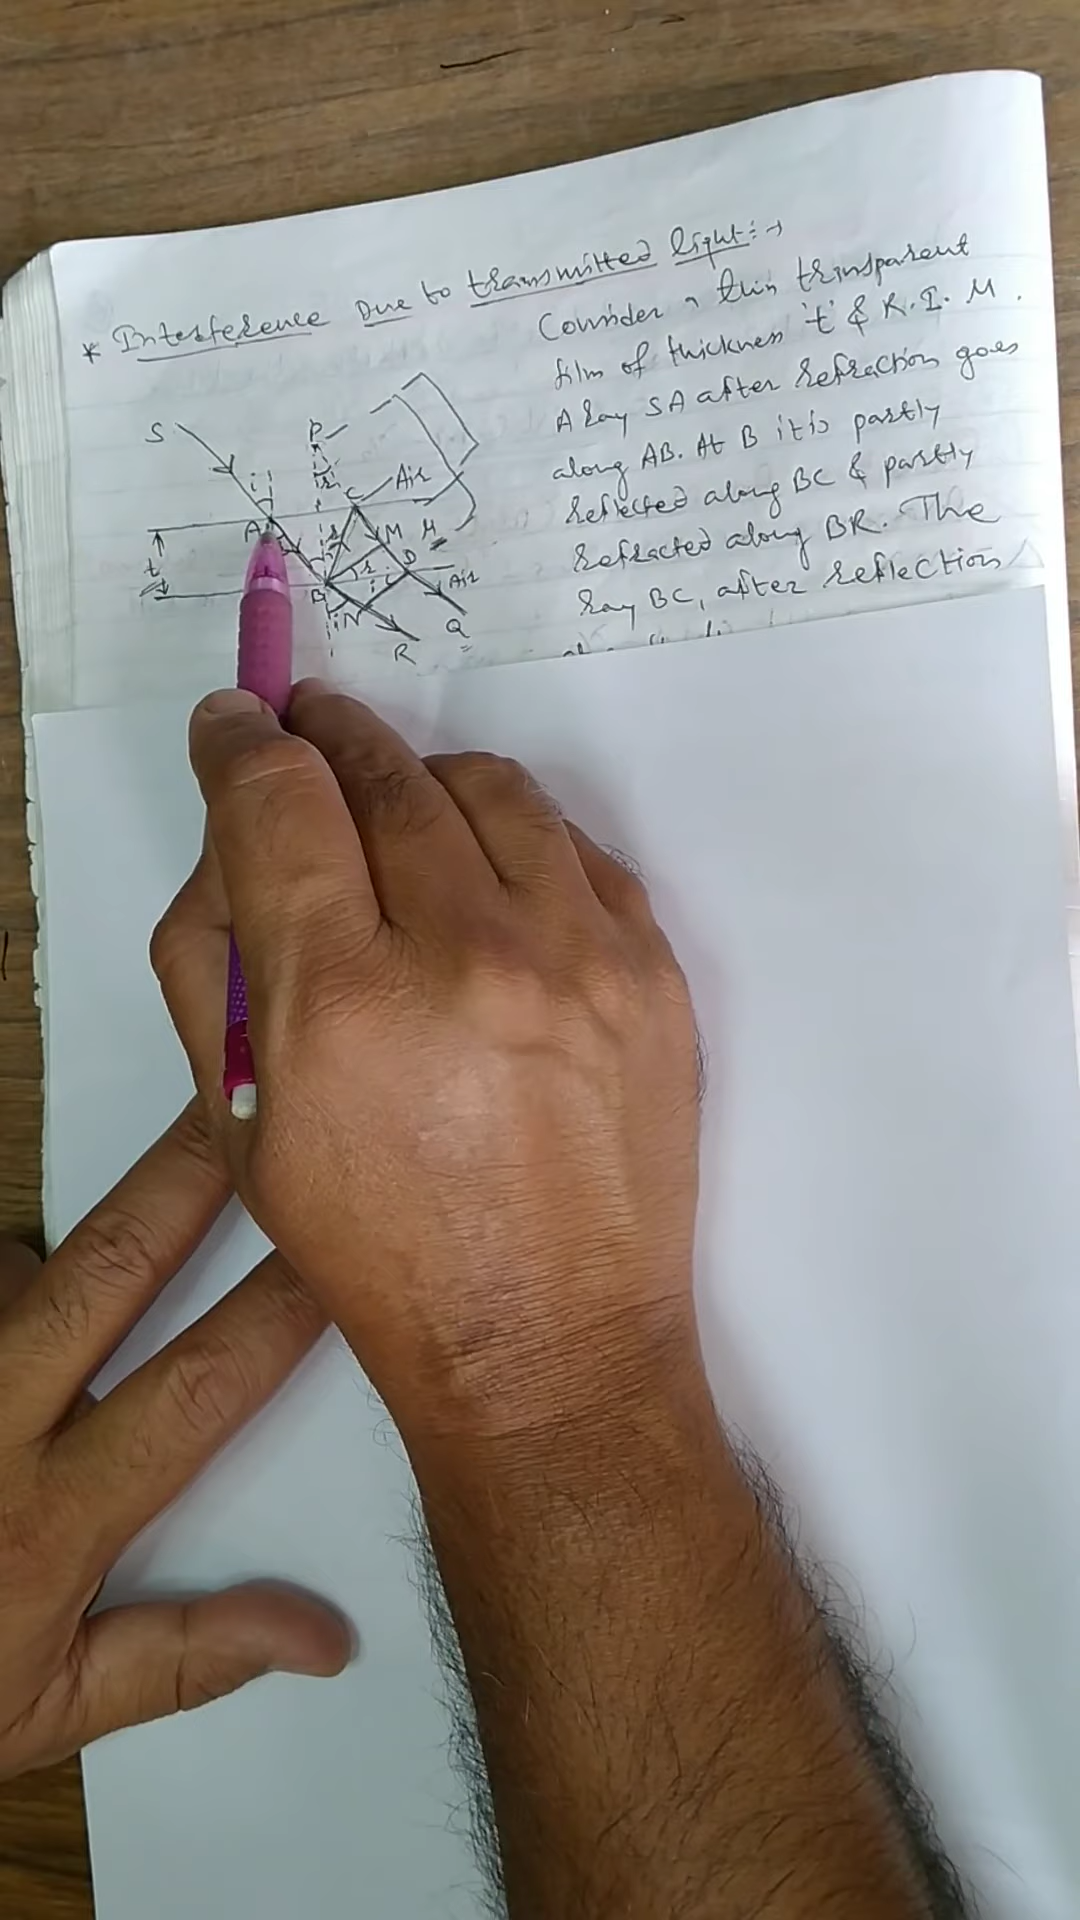 * Interference Due to transmitted light:→
Consider a thin transparent
film of thickness 't' & R.I. M.
A ray SA after refraction goes
along AB. At B it is partly
reflected along BC & partly
refracted along BR. The
ray BC, after reflection
S
P
i
r
C
Air
A
r
M
M
t
r
D
B
i
Air
i
N
Q
R